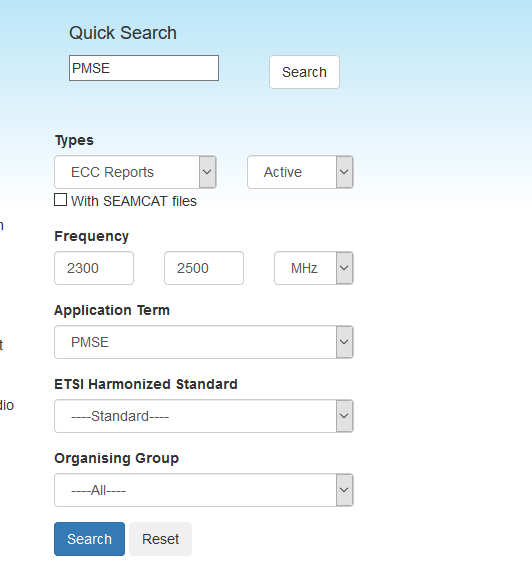 Quick Search
PMSE Search
Types
ECC Reports Active
With SEAMCAT files
n
Frequency
2300 2500 MHz
Application Term
PMSE
t
ETSI Harmonized Standard
dio
----Standard----
Organising Group
----All----
Search Reset